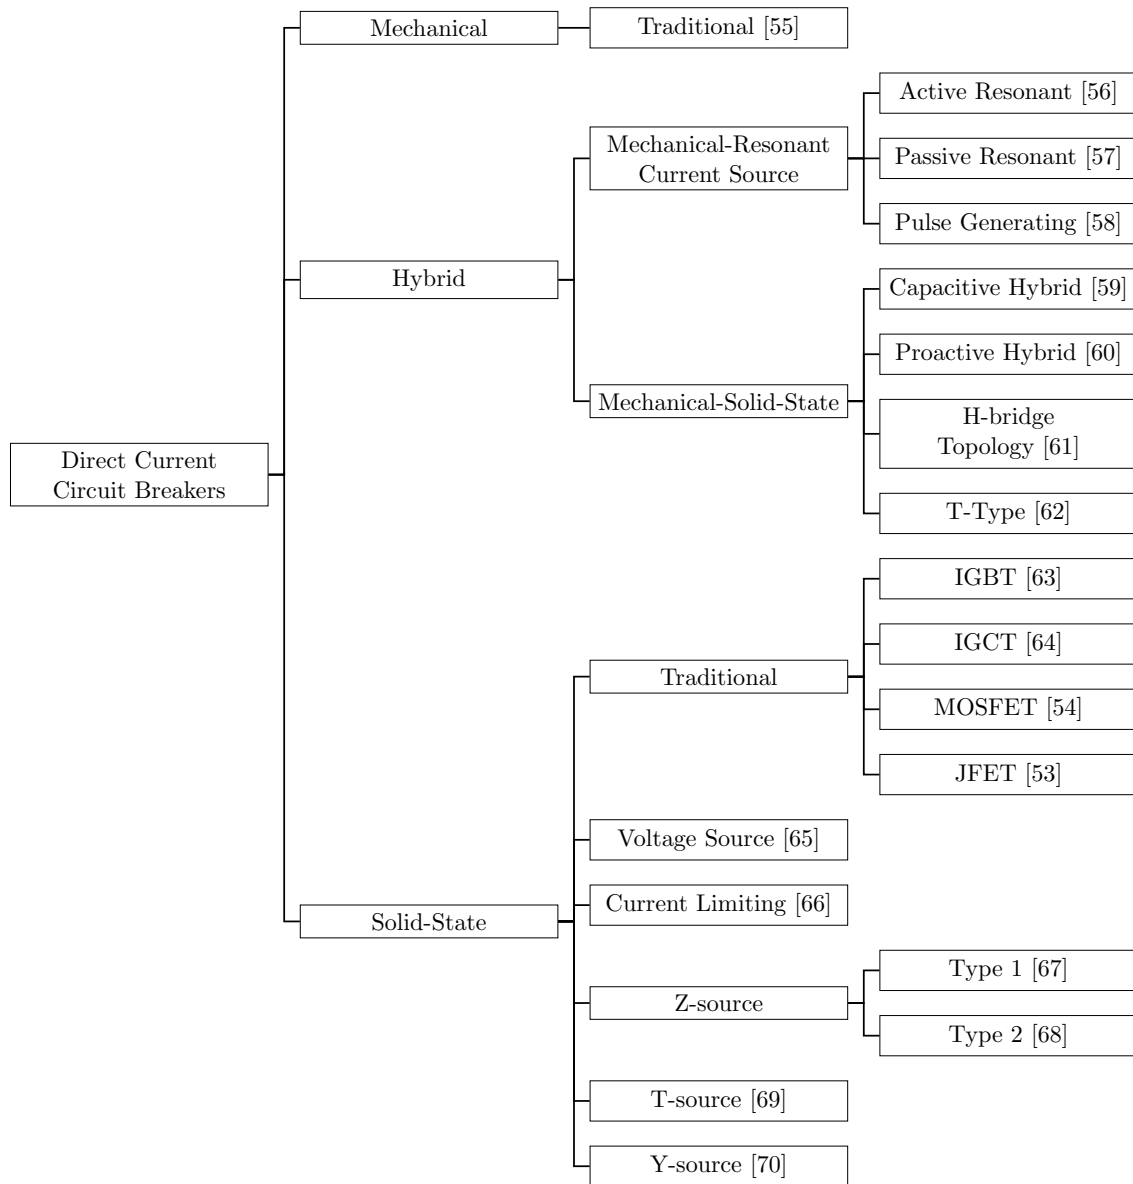 Mechanical
Traditional [55]
Active Resonant [56]
Mechanical-Resonant
Current Source
Passive Resonant [57]
Pulse Generating [58]
Hybrid
Capacitive Hybrid [59]
Proactive Hybrid [60]
Mechanical-Solid-State
H-bridge
Topology [61]
Direct Current
Circuit Breakers
T-Type [62]
IGBT [63]
IGCT [64]
Traditional
MOSFET [54]
JFET [53]
Voltage Source [65]
Current Limiting [66]
Solid-State
Type 1 [67]
Z-source
Type 2 [68]
T-source [69]
Y-source [70]